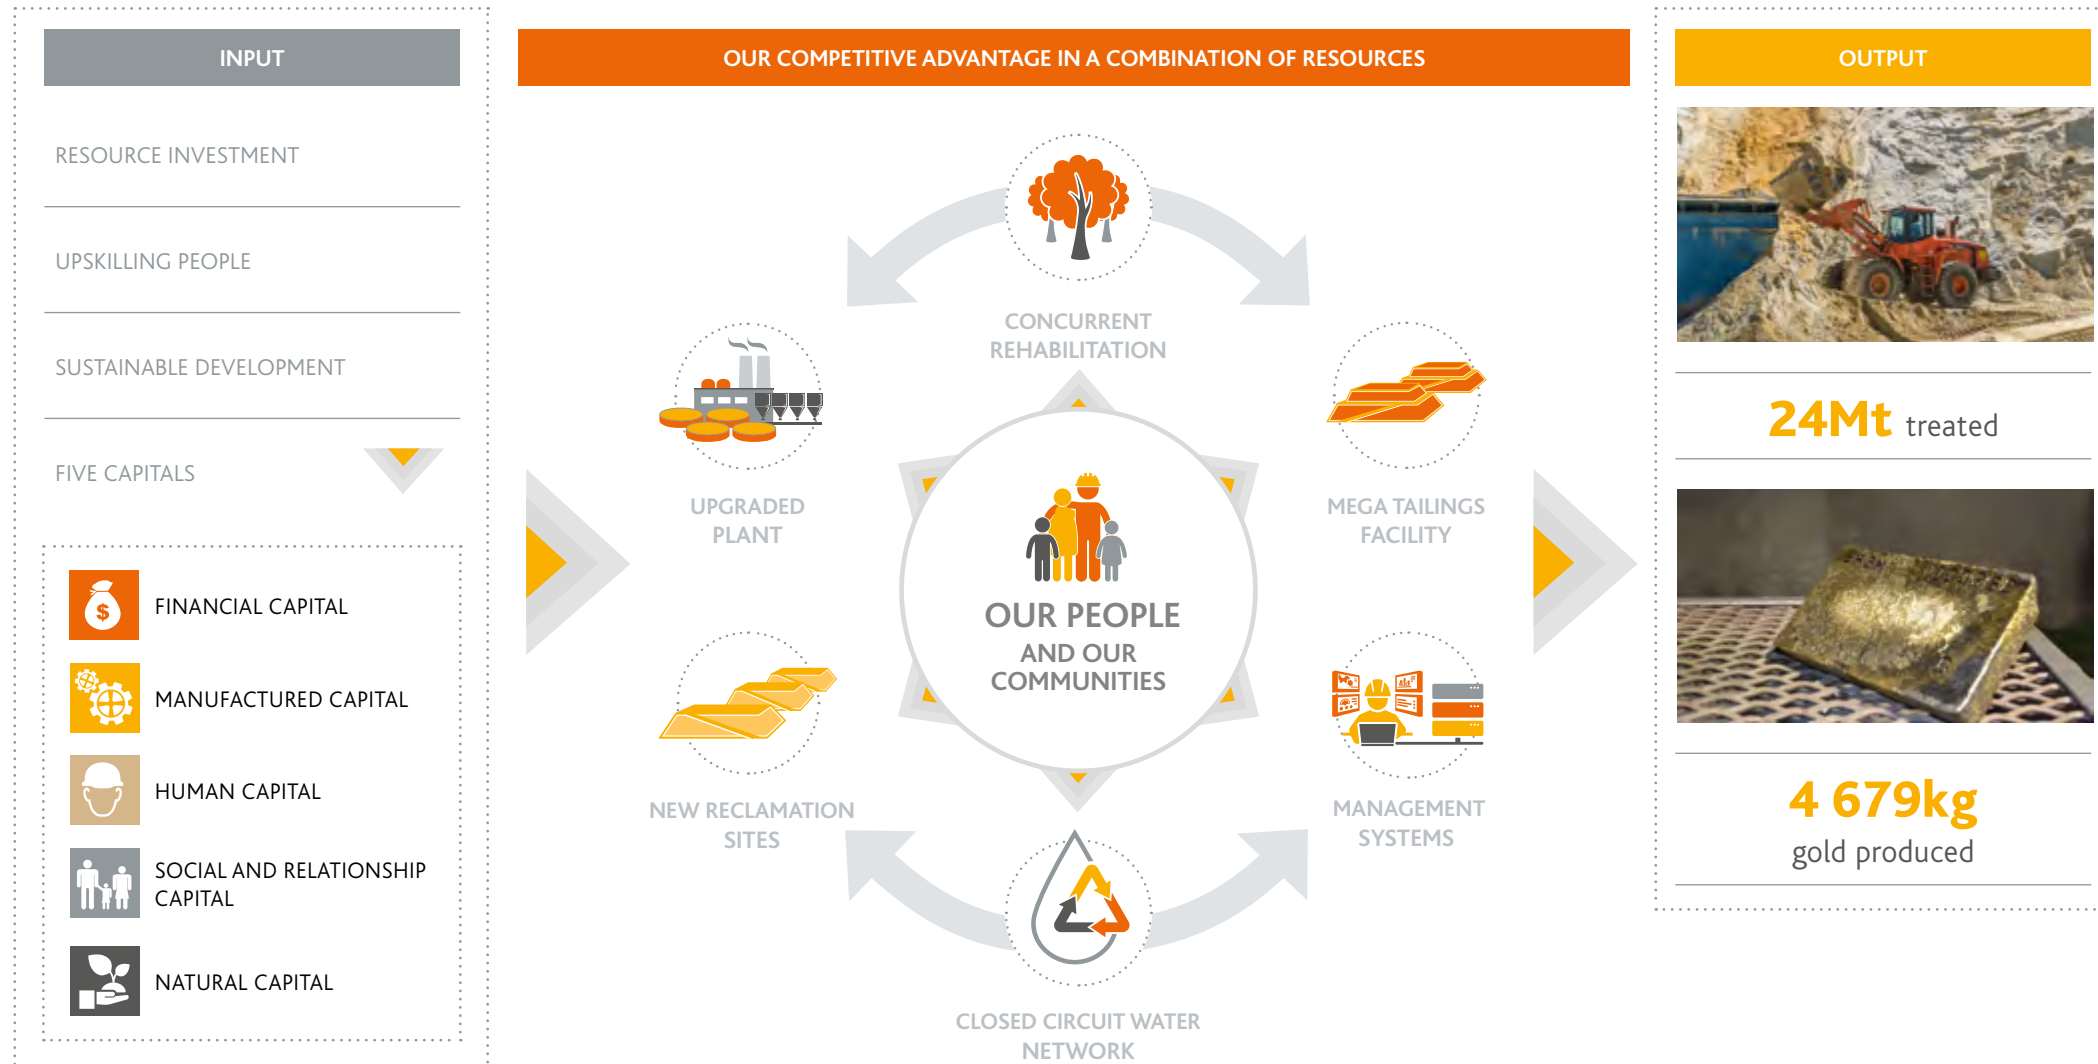 INPUT
RESOURCE INVESTMENT
UPSKILLING PEOPLE
SUSTAINABLE DEVELOPMENT
FIVE CAPITALS
$
FINANCIAL CAPITAL
MANUFACTURED CAPITAL
HUMAN CAPITAL
SOCIAL AND RELATIONSHIP
CAPITAL
NATURAL CAPITAL
OUR COMPETITIVE ADVANTAGE IN A COMBINATION OF RESOURCES
CONCURRENT
REHABILITATION
UPGRADED
PLANT
MEGA TAILINGS
FACILITY
OUR PEOPLE
AND OUR
COMMUNITIES
NEW RECLAMATION
SITES
MANAGEMENT
SYSTEMS
CLOSED CIRCUIT WATER
NETWORK
OUTPUT
24Mt treated
4 679kg
gold produced